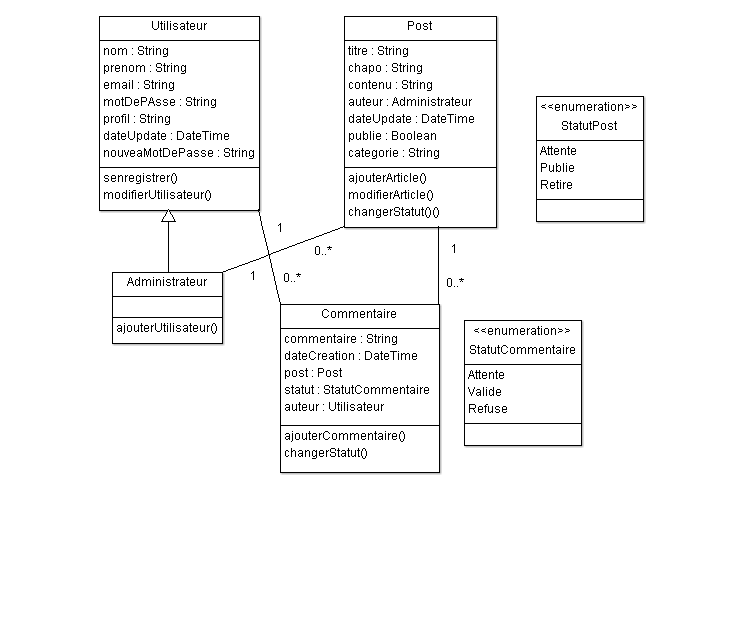 Utilisateur
nom : String
prenom : String
email : String
motDePAsse : String
profil : String
dateUpdate : DateTime
nouveaMotDePasse : String
senregistrer()
modifierUtilisateur()
Post
titre : String
chapo : String
contenu : String
auteur : Administrateur
dateUpdate : DateTime
publie : Boolean
categorie : String
ajouterArticle()
modifierArticle()
changerStatut()()
<<enumeration>>
StatutPost
Attente
Publie
Retire
1
0..*
1
0..*
1
0..*
Administrateur
ajouterUtilisateur()
Commentaire
commentaire : String
dateCreation : DateTime
post : Post
statut : StatutCommentaire
auteur : Utilisateur
ajouterCommentaire()
changerStatut()
<<enumeration>>
StatutCommentaire
Attente
Valide
Refuse